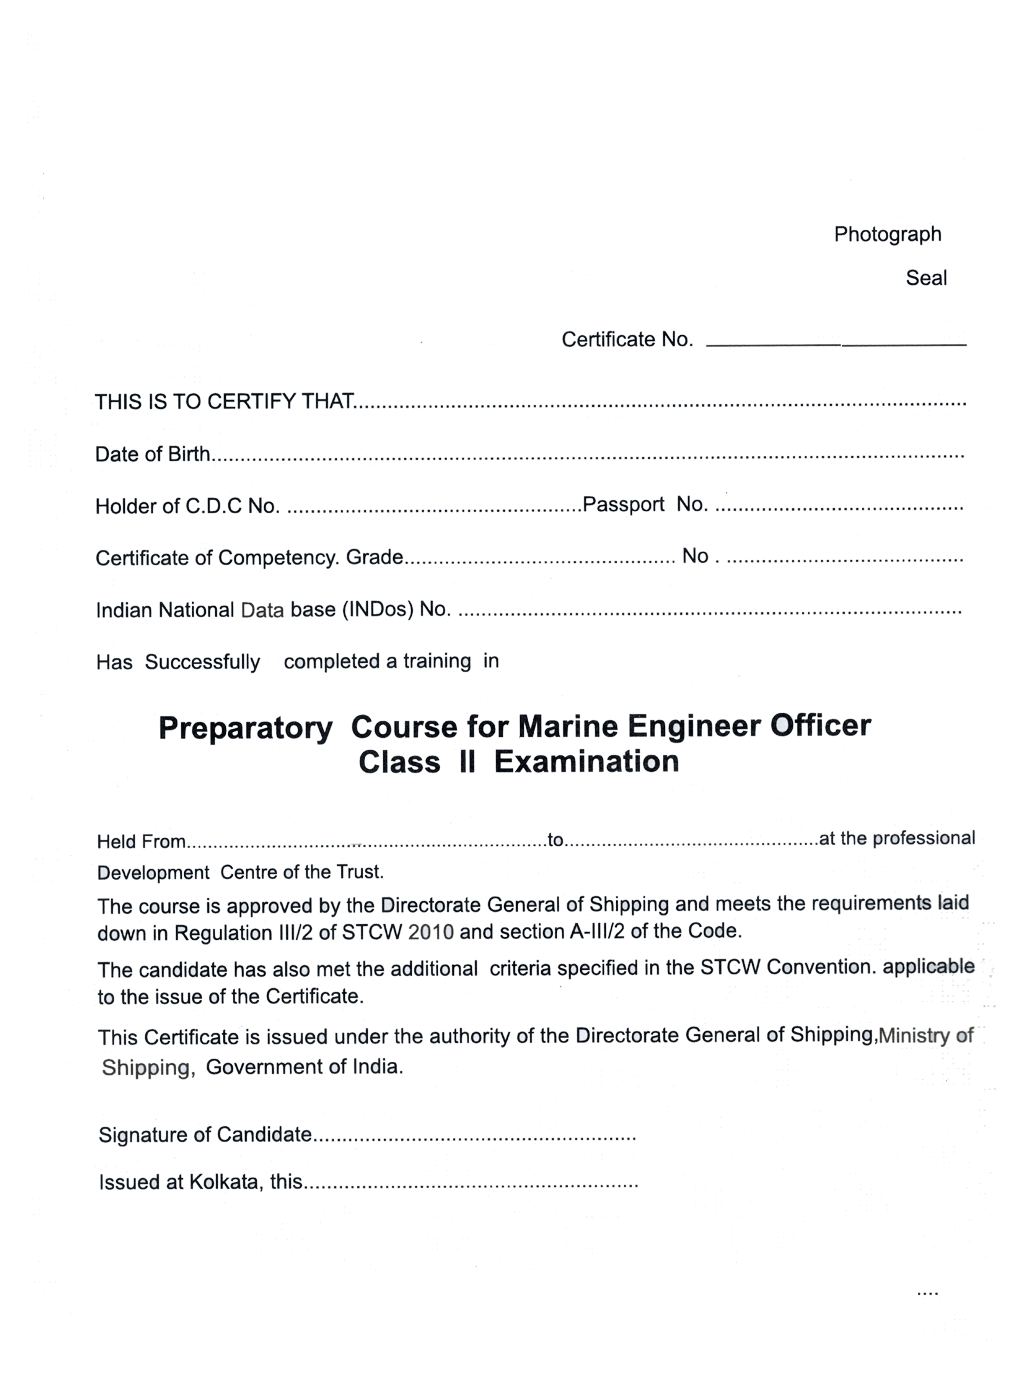 Photograph
Seal
Certificate No. ______________________
THIS IS TO CERTIFY THAT..........................................................................................................
Date of Birth..................................................................................................................................
Holder of C.D.C No. ...................................................Passport No. ...........................................
Certificate of Competency. Grade............................................... No . .........................................
Indian National Data base (INDos) No. .......................................................................................
Has Successfully completed a training in
Preparatory Course for Marine Engineer Officer
Class II Examination
Held From..............................................................to............................................at the professional
Development Centre of the Trust.
The course is approved by the Directorate General of Shipping and meets the requirements laid
down in Regulation III/2 of STCW 2010 and section A-III/2 of the Code.
The candidate has also met the additional criteria specified in the STCW Convention. applicable
to the issue of the Certificate.
This Certificate is issued under the authority of the Directorate General of Shipping,Ministry of
Shipping, Government of India.
Signature of Candidate........................................................
Issued at Kolkata, this..........................................................
....